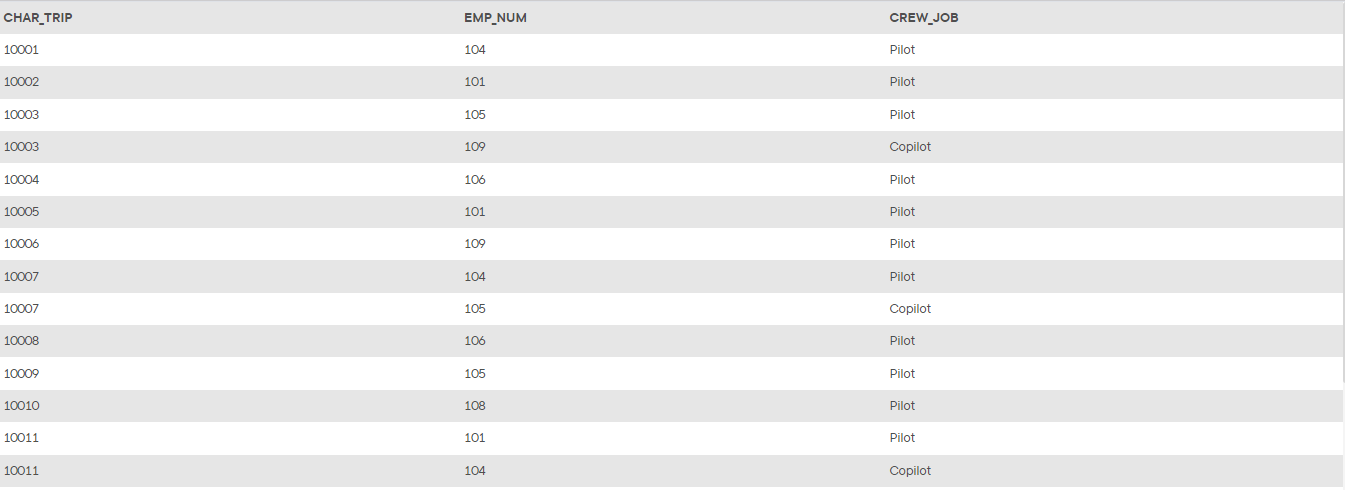 CHAR_TRIP EMP_NUM CREW_JOB
10001 104 Pilot
10002 101 Pilot
10003 105 Pilot
10003 109 Copilot
10004 106 Pilot
10005 101 Pilot
10006 109 Pilot
10007 104 Pilot
10007 105 Copilot
10008 106 Pilot
10009 105 Pilot
10010 108 Pilot
10011 101 Pilot
10011 104 Copilot